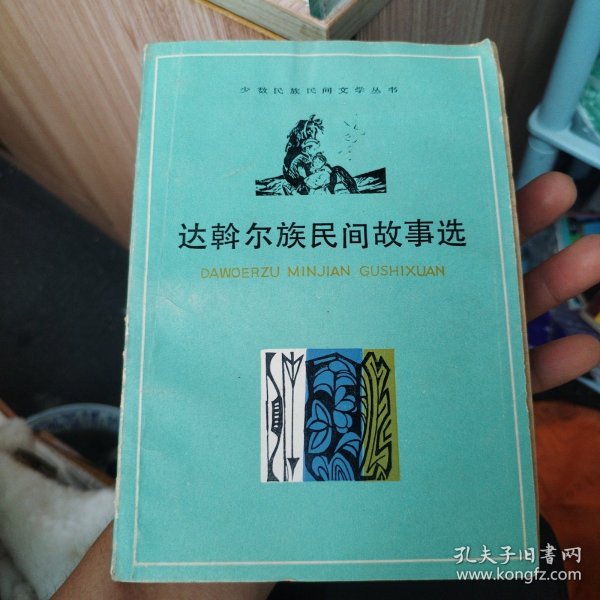 少数民族民间文学丛书
达斡尔族民间故事选
DAWOERZU MINJIAN GUSHIXUAN
孔夫子旧书网
www.kongfz.com